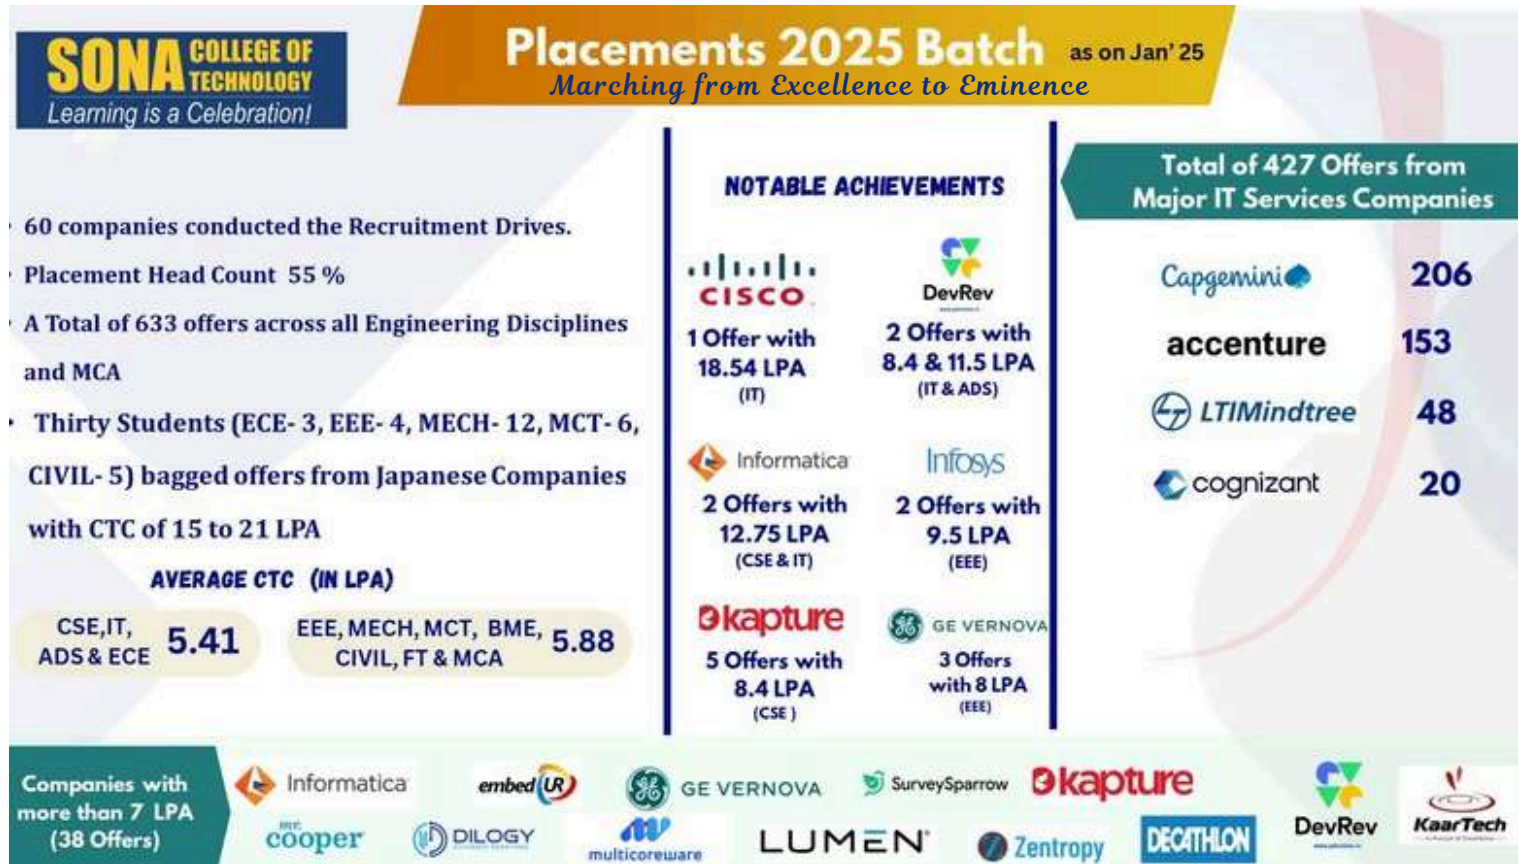 SONA COLLEGE OF
TECHNOLOGY
Learning is a Celebration!
Placements 2025 Batch as on Jan' 25
Marching from Excellence to Eminence
• 60 companies conducted the Recruitment Drives.
• Placement Head Count 55 %
• A Total of 633 offers across all Engineering Disciplines
and MCA
• Thirty Students (ECE- 3, EEE- 4, MECH- 12, MCT- 6,
CIVIL- 5) bagged offers from Japanese Companies
with CTC of 15 to 21 LPA
AVERAGE CTC (IN LPA)
CSE,IT,
ADS & ECE
5.41
EEE, MECH, MCT, BME,
CIVIL, FT & MCA
5.88
NOTABLE ACHIEVEMENTS
CISCO
1 Offer with
18.54 LPA
(IT)
DevRev
2 Offers with
8.4 & 11.5 LPA
(IT & ADS)
Informatica
2 Offers with
12.75 LPA
(CSE & IT)
Infosys
2 Offers with
9.5 LPA
(EEE)
kapture
5 Offers with
8.4 LPA
(CSE )
GE VERNOVA
3 Offers
with 8 LPA
(EEE)
Total of 427 Offers from
Major IT Services Companies
Capgemini 206
accenture 153
LTIMindtree 48
cognizant 20
Companies with
more than 7 LPA
(38 Offers)
Informatica
embed UR
GE VERNOVA
SurveySparrow
kapture
DevRev
KaarTech
mr. cooper
DILOGY
multicoreware
LUMEN
Zentropy
DECATHLON